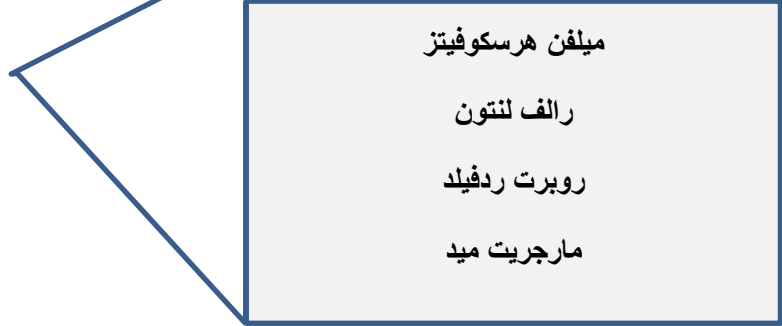 ميلفن هرسكوفيتز
رالف لنتون
روبرت ردفيلد
مارجريت ميد